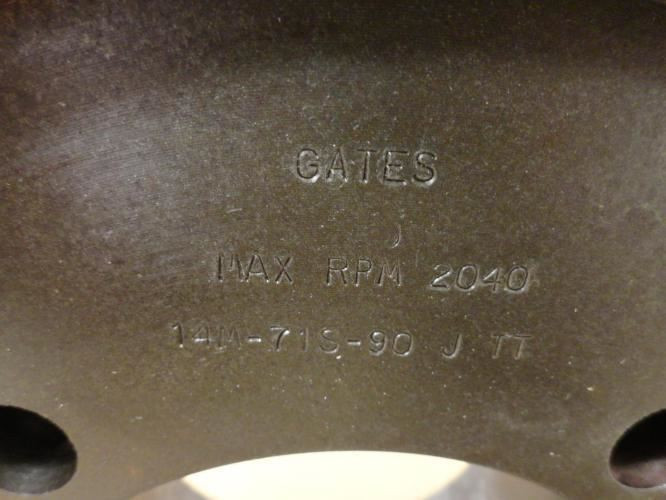 GATES
MAX RPM 2040
14M-71S-90 J TT